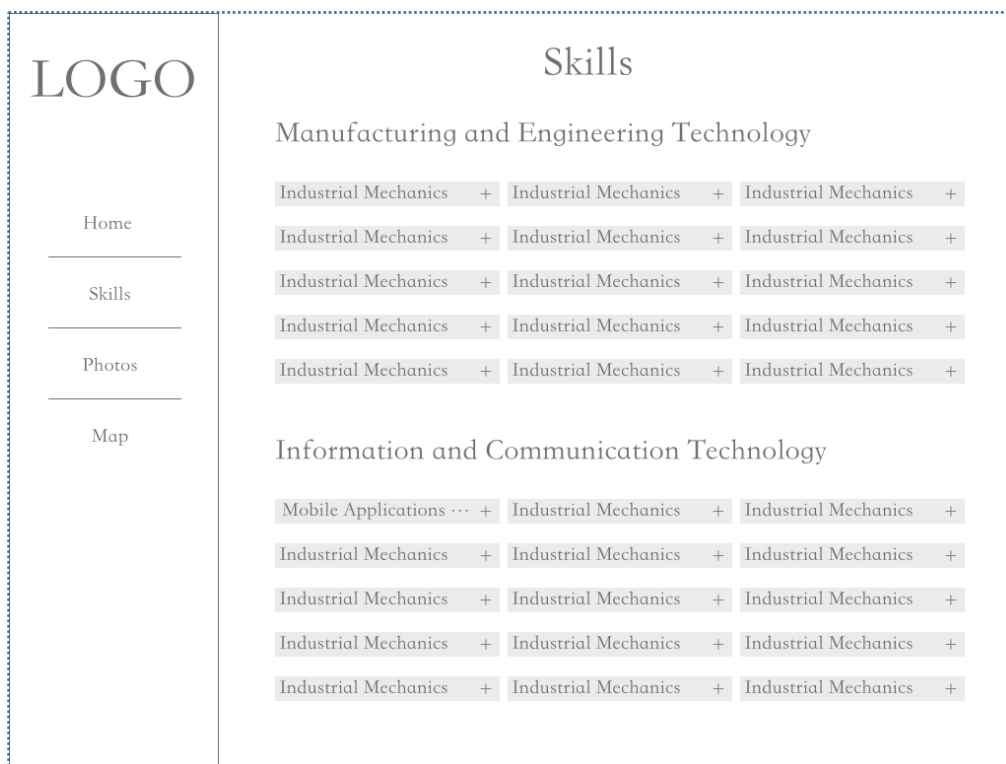 LOGO
Home
Skills
Photos
Map
Skills
Manufacturing and Engineering Technology
Industrial Mechanics + Industrial Mechanics + Industrial Mechanics +
Industrial Mechanics + Industrial Mechanics + Industrial Mechanics +
Industrial Mechanics + Industrial Mechanics + Industrial Mechanics +
Industrial Mechanics + Industrial Mechanics + Industrial Mechanics +
Industrial Mechanics + Industrial Mechanics + Industrial Mechanics +
Information and Communication Technology
Mobile Applications ··· + Industrial Mechanics + Industrial Mechanics +
Industrial Mechanics + Industrial Mechanics + Industrial Mechanics +
Industrial Mechanics + Industrial Mechanics + Industrial Mechanics +
Industrial Mechanics + Industrial Mechanics + Industrial Mechanics +
Industrial Mechanics + Industrial Mechanics + Industrial Mechanics +